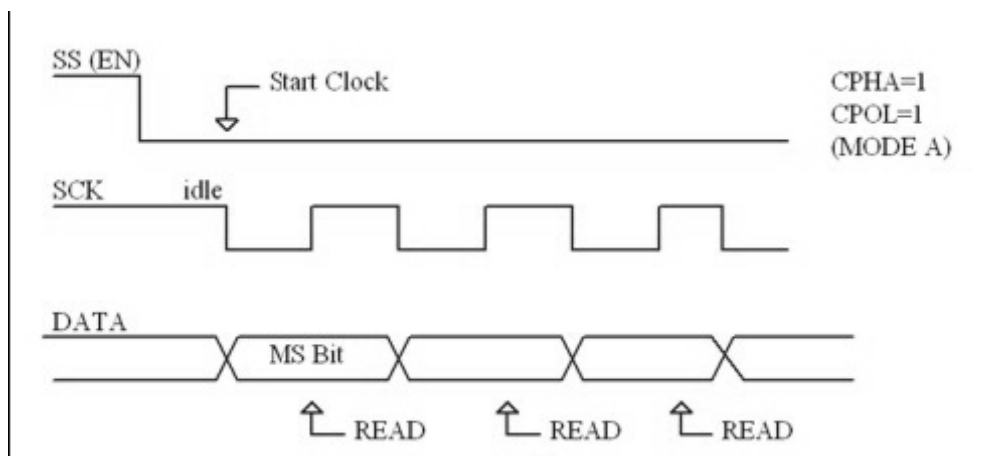 SS (EN)
Start Clock
CPHA=1
CPOL=1
(MODE A)
SCK
idle
DATA
MS Bit
READ
READ
READ